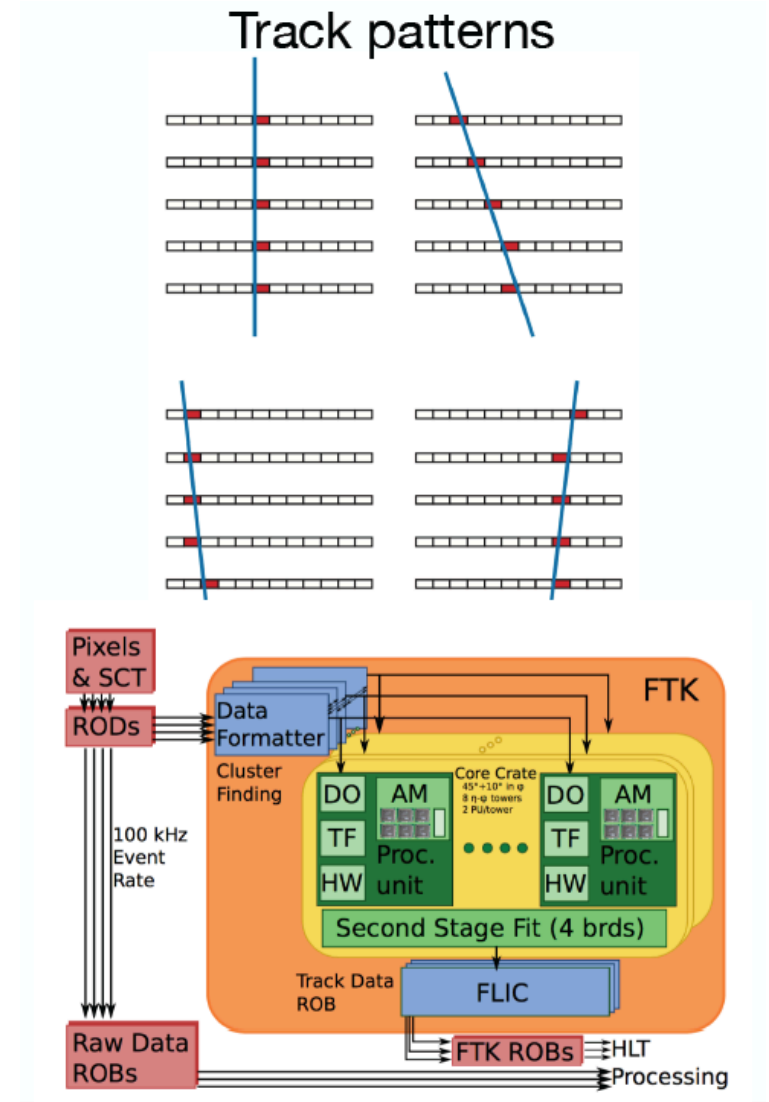 Track patterns
Pixels
& SCT
RODs
Data
Formatter
Cluster
Finding
FTK
100 kHz
Event
Rate
Core Crate
45°+10° in φ
8 η-φ towers
2 PU/tower
DO
AM
TF
HW
Proc.
unit
DO
AM
TF
HW
Proc.
unit
Second Stage Fit (4 brds)
Track Data
ROB
FLIC
Raw Data
ROBs
FTK ROBs
HLT
Processing